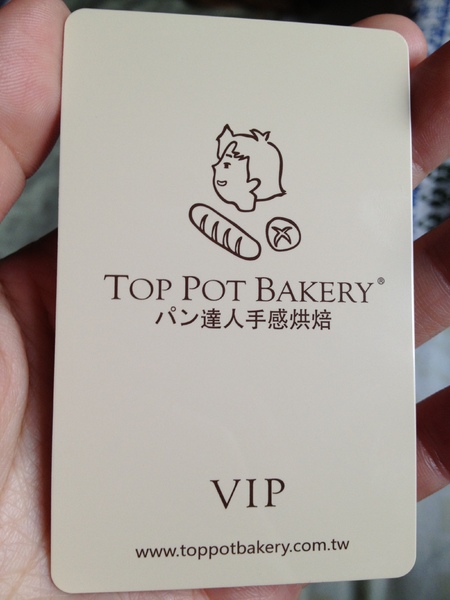 TOP POT BAKERY®
パン達人手感烘焙
VIP
www.toppotbakery.com.tw